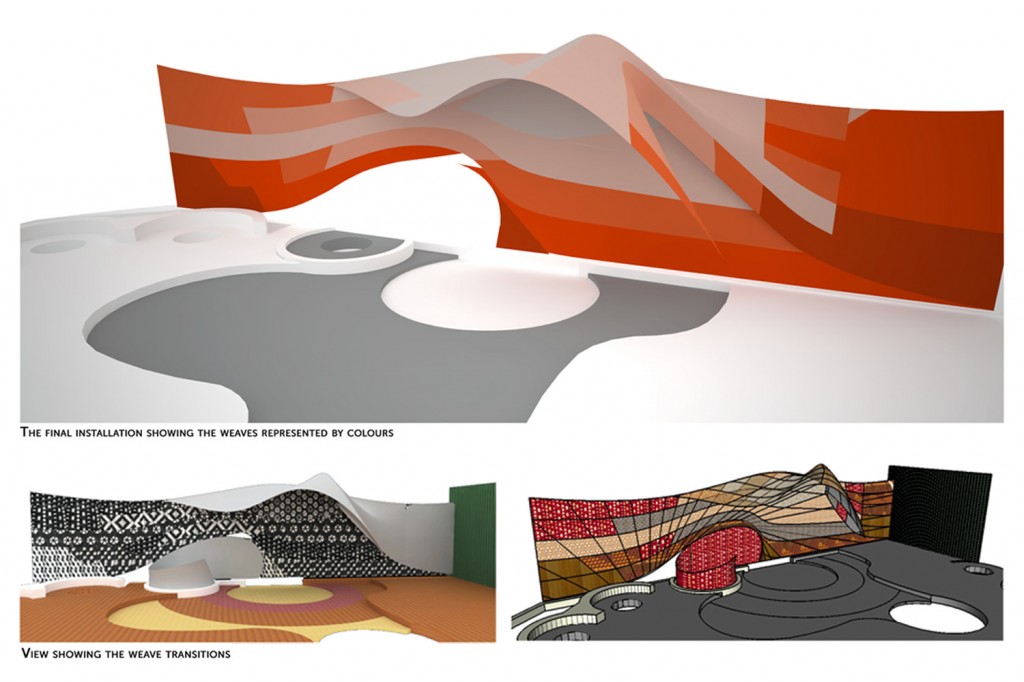 The final installation showing the weaves represented by colours
View showing the weave transitions